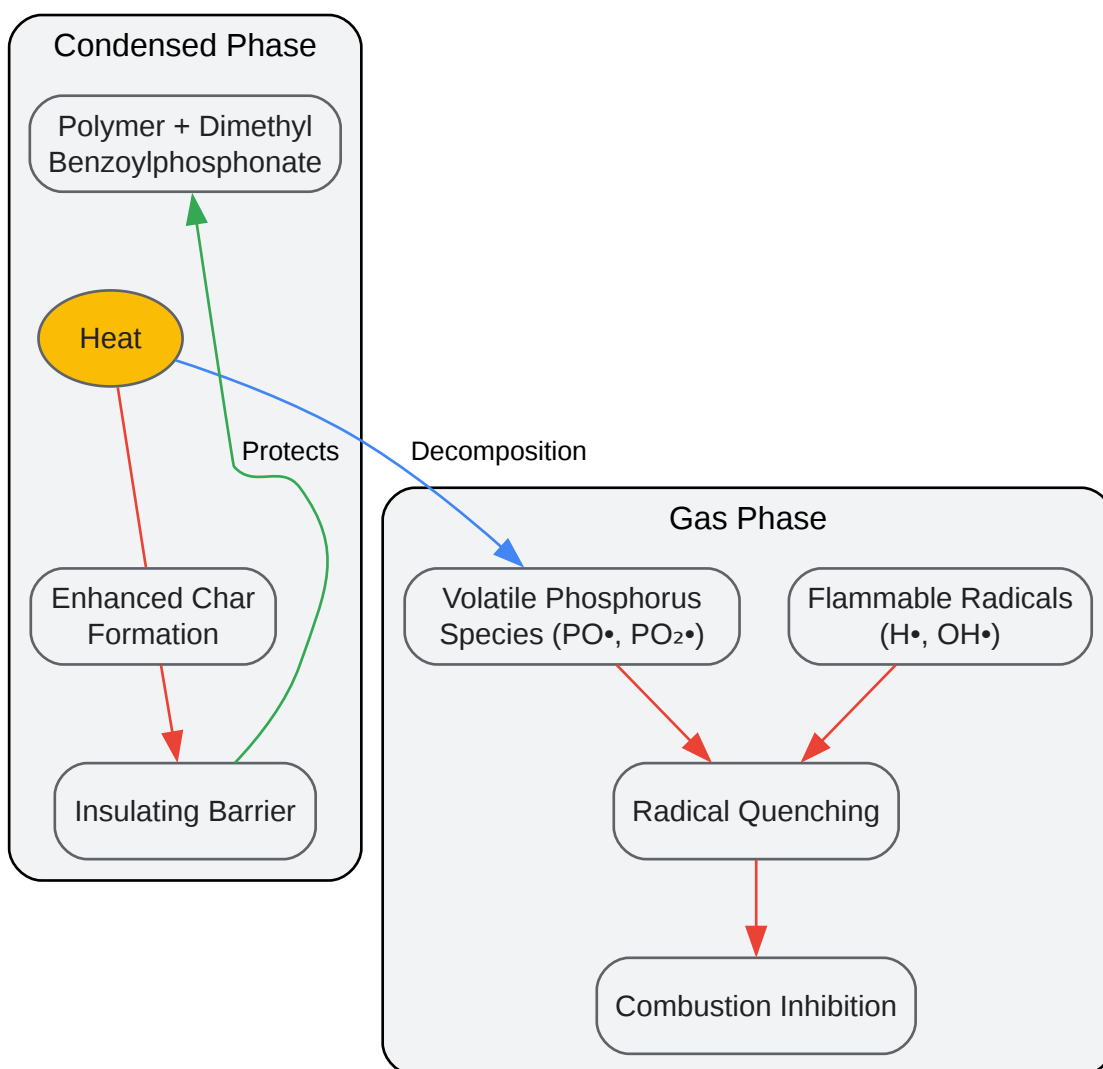 Condensed Phase
Polymer + Dimethyl
Benzoylphosphonate
Heat
Protects
Decomposition
Enhanced Char
Formation
Insulating Barrier
Gas Phase
Volatile Phosphorus
Species (PO•, PO₂•)
Flammable Radicals
(H•, OH•)
Radical Quenching
Combustion Inhibition